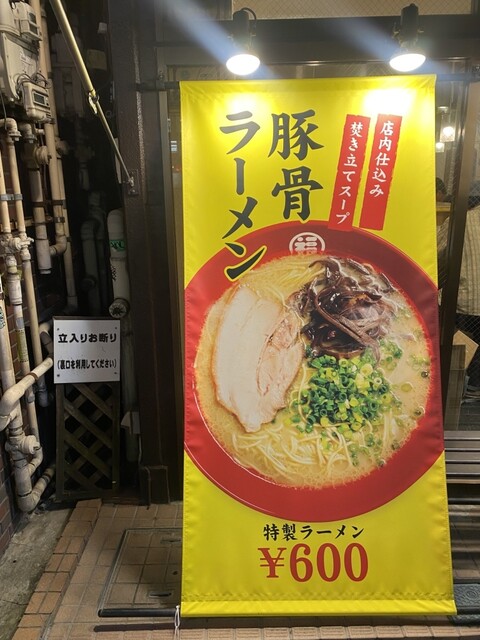 豚骨
ラーメン
店内仕込み
焚き立てスープ
福
特製ラーメン
¥600
立入りお断り
(裏口を利用してください)